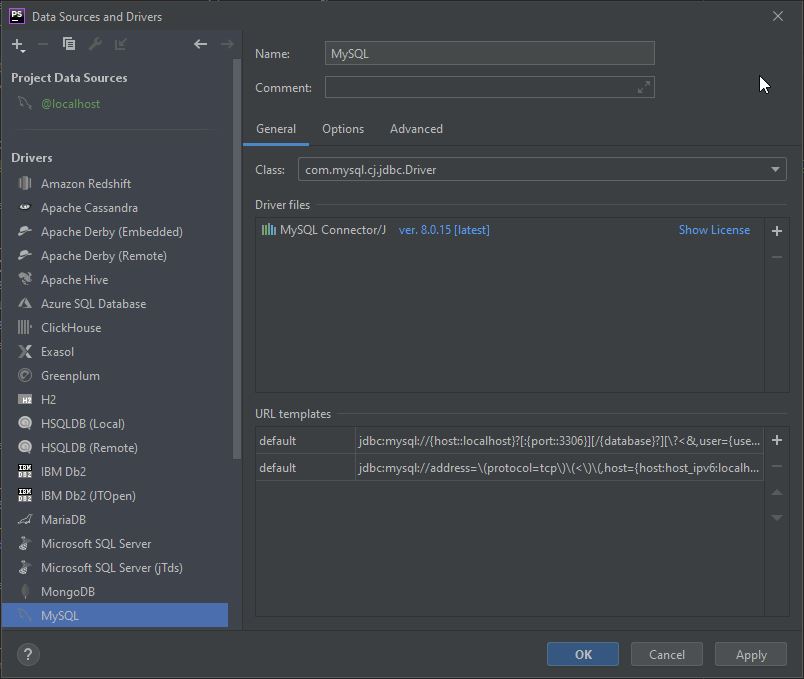 PS Data Sources and Drivers
Project Data Sources
@localhost
Drivers
Amazon Redshift
Apache Cassandra
Apache Derby (Embedded)
Apache Derby (Remote)
Apache Hive
Azure SQL Database
ClickHouse
Exasol
Greenplum
H2 H2
HSQLDB (Local)
HSQLDB (Remote)
IBM DB2 IBM Db2
IBM DB2 IBM Db2 (JTOpen)
MariaDB
Microsoft SQL Server
Microsoft SQL Server (jTds)
MongoDB
MySQL
Name: MySQL
Comment:
General Options Advanced
Class: com.mysql.cj.jdbc.Driver
Driver files
MySQL Connector/J ver. 8.0.15 [latest] Show License
URL templates
default jdbc:mysql://{host::localhost}?[:{port::3306}][/{database}?][\?<&,user={use...
default jdbc:mysql://address=\(protocol=tcp\)\(<\)\(,host={host:host_ipv6:localh...
? OK Cancel Apply